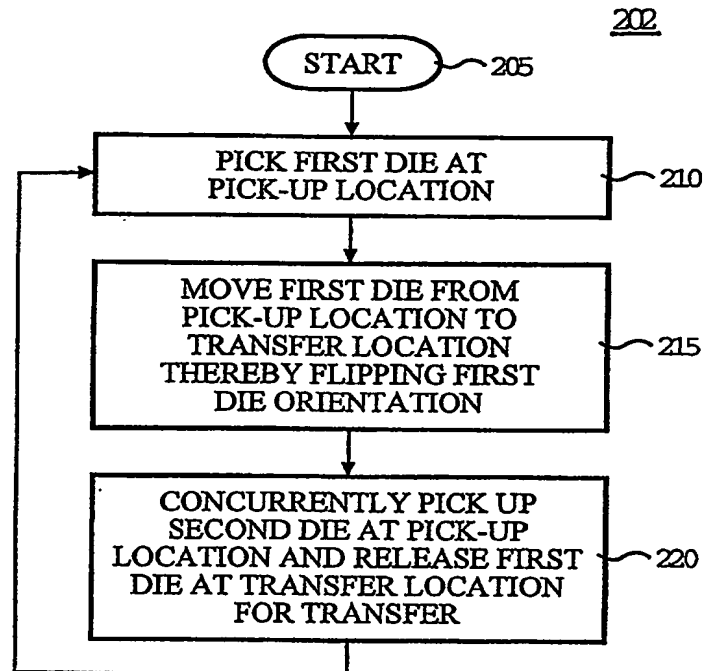 202
START
205
PICK FIRST DIE AT
PICK-UP LOCATION
210
MOVE FIRST DIE FROM
PICK-UP LOCATION TO
TRANSFER LOCATION
THEREBY FLIPPING FIRST
DIE ORIENTATION
215
CONCURRENTLY PICK UP
SECOND DIE AT PICK-UP
LOCATION AND RELEASE FIRST
DIE AT TRANSFER LOCATION
FOR TRANSFER
220